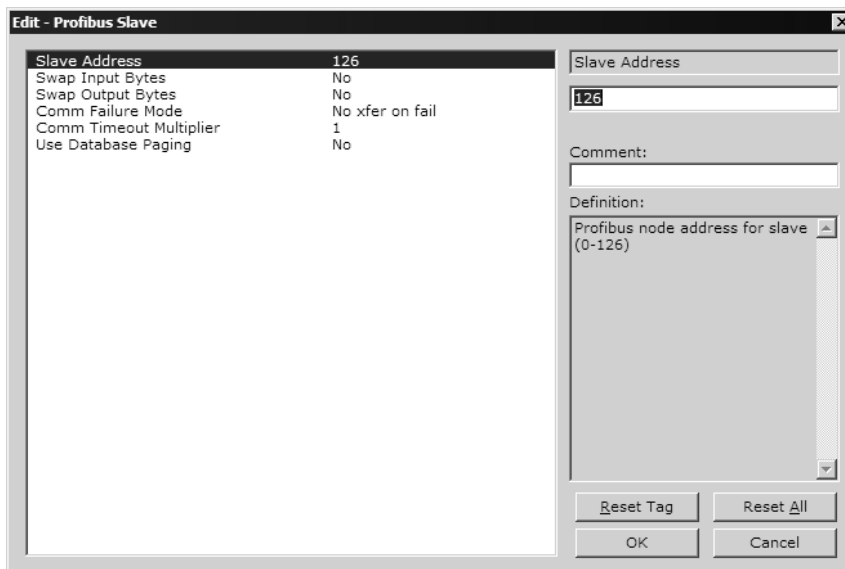 Edit - Profibus Slave
Slave Address 126
Swap Input Bytes No
Swap Output Bytes No
Comm Failure Mode No xfer on fail
Comm Timeout Multiplier 1
Use Database Paging No
Slave Address
126
Comment:
Definition:
Profibus node address for slave
(0-126)
Reset Tag Reset All
OK Cancel